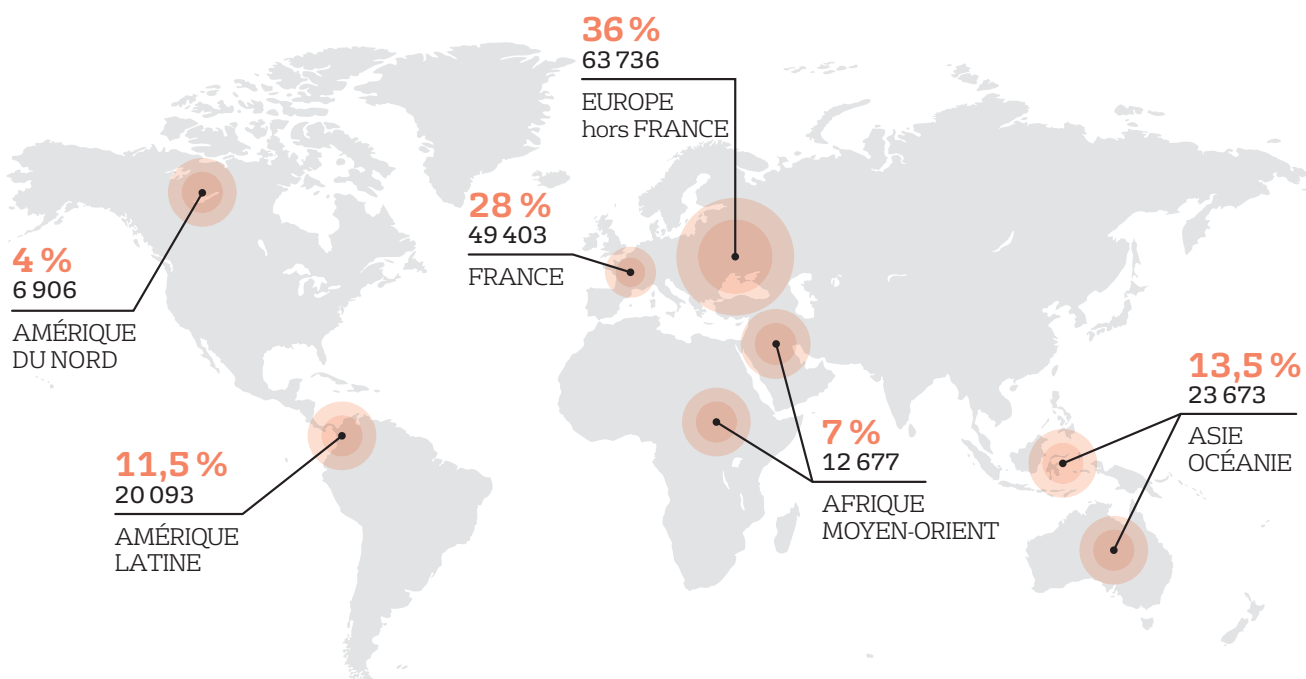 36 %
63 736
EUROPE
hors FRANCE
28 %
49 403
FRANCE
4 %
6 906
AMÉRIQUE
DU NORD
13,5 %
23 673
ASIE
OCÉANIE
7 %
12 677
AFRIQUE
MOYEN-ORIENT
11,5 %
20 093
AMÉRIQUE
LATINE